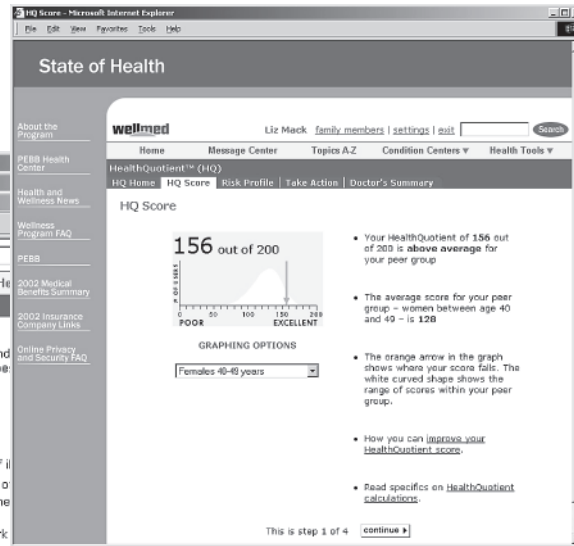 HQ Score - Microsoft Internet Explorer
File Edit View Favorites Tools Help
State of Health
About the
Program
PEBB Health
Center
Health and
Wellness News
Wellness
Program FAQ
PEBB
2002 Medical
Benefits Summary
2002 Insurance
Company Links
Online Privacy
and Security FAQ
wellmed
Liz Mack family members | settings | exit Search
Home Message Center Topics A-Z Condition Centers ▼ Health Tools ▼
HealthQuotient™ (HQ)
HQ Home HQ Score Risk Profile | Take Action | Doctor's Summary
HQ Score
156 out of 200
# OF USERS
0 50 100 150 200
POOR EXCELLENT
GRAPHING OPTIONS
Females 40-49 years
• Your HealthQuotient of 156 out
of 200 is above average for
your peer group
• The average score for your peer
group – women between age 40
and 49 – is 128
• The orange arrow in the graph
shows where your score falls. The
white curved shape shows the
range of scores within your peer
group.
• How you can improve your
HealthQuotient score.
• Read specifics on HealthQuotient
calculations.
This is step 1 of 4 continue